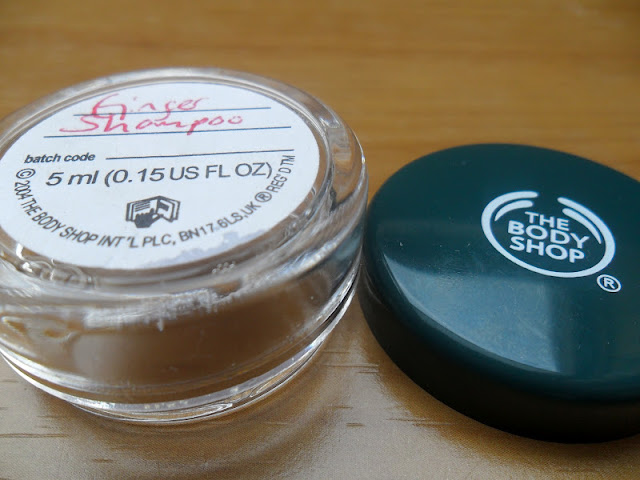 Ginger
Shampoo
batch code
5 ml (0.15 US FL OZ)
© 2004 THE BODY SHOP INT'L PLC, BN17 6LS, UK ® REG'D TM
THE
BODY
SHOP
®